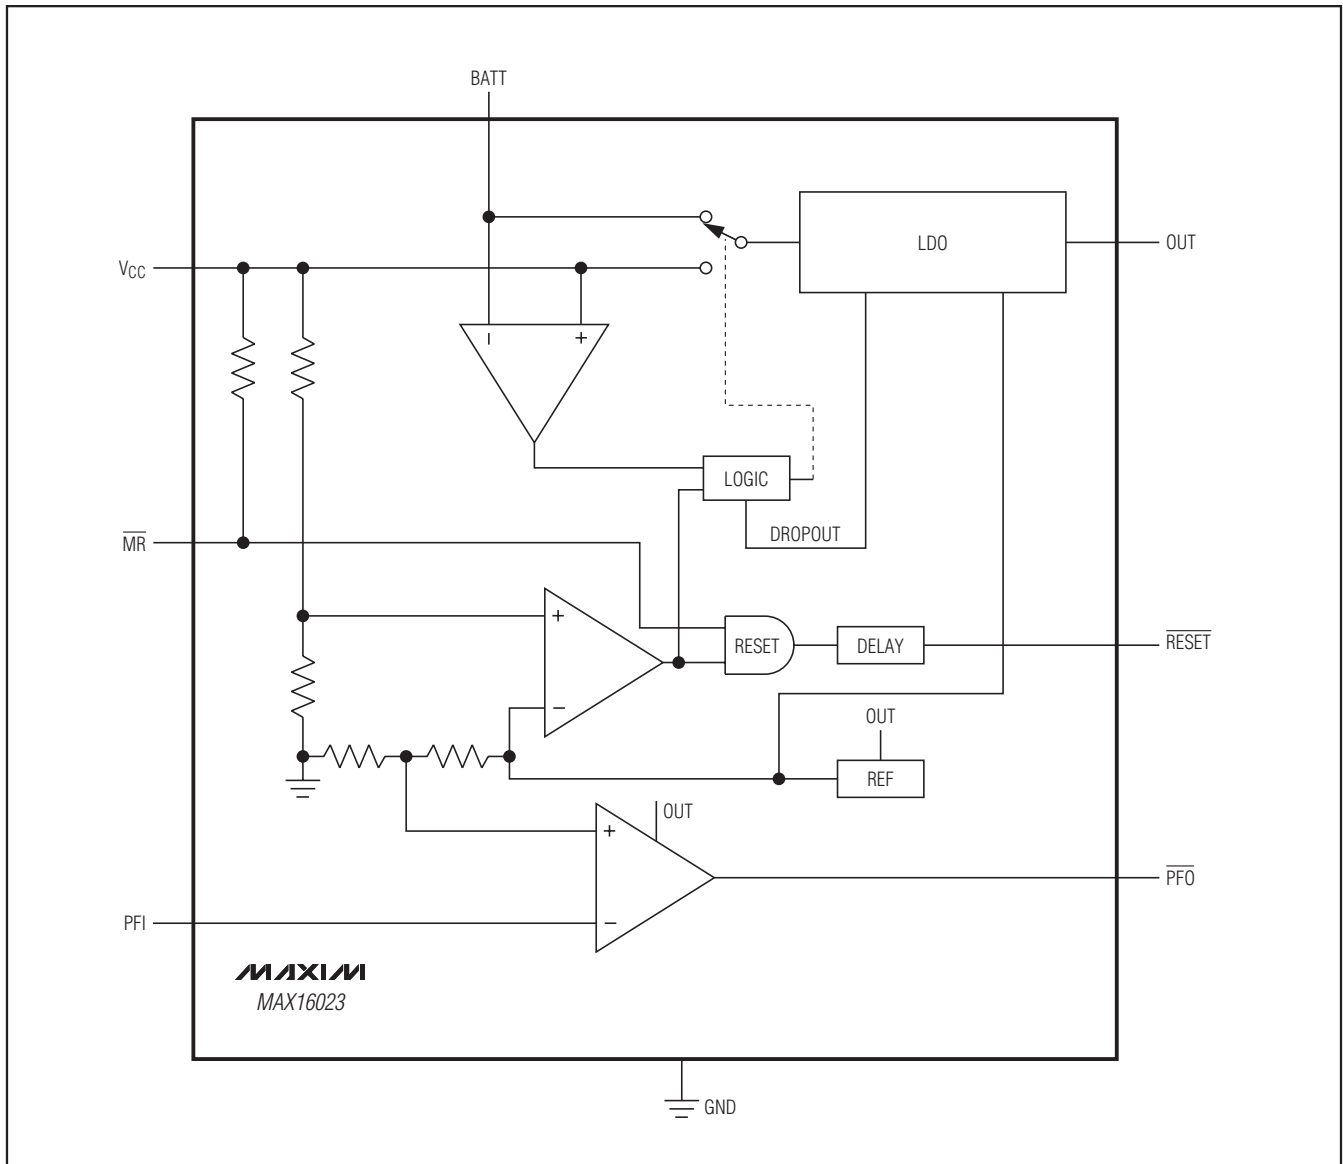 BATT
LDO
OUT
VCC
LOGIC
DROPOUT
MR
RESET
DELAY
RESET
OUT
REF
OUT
PFO
PFI
MAXIM
MAX16023
GND